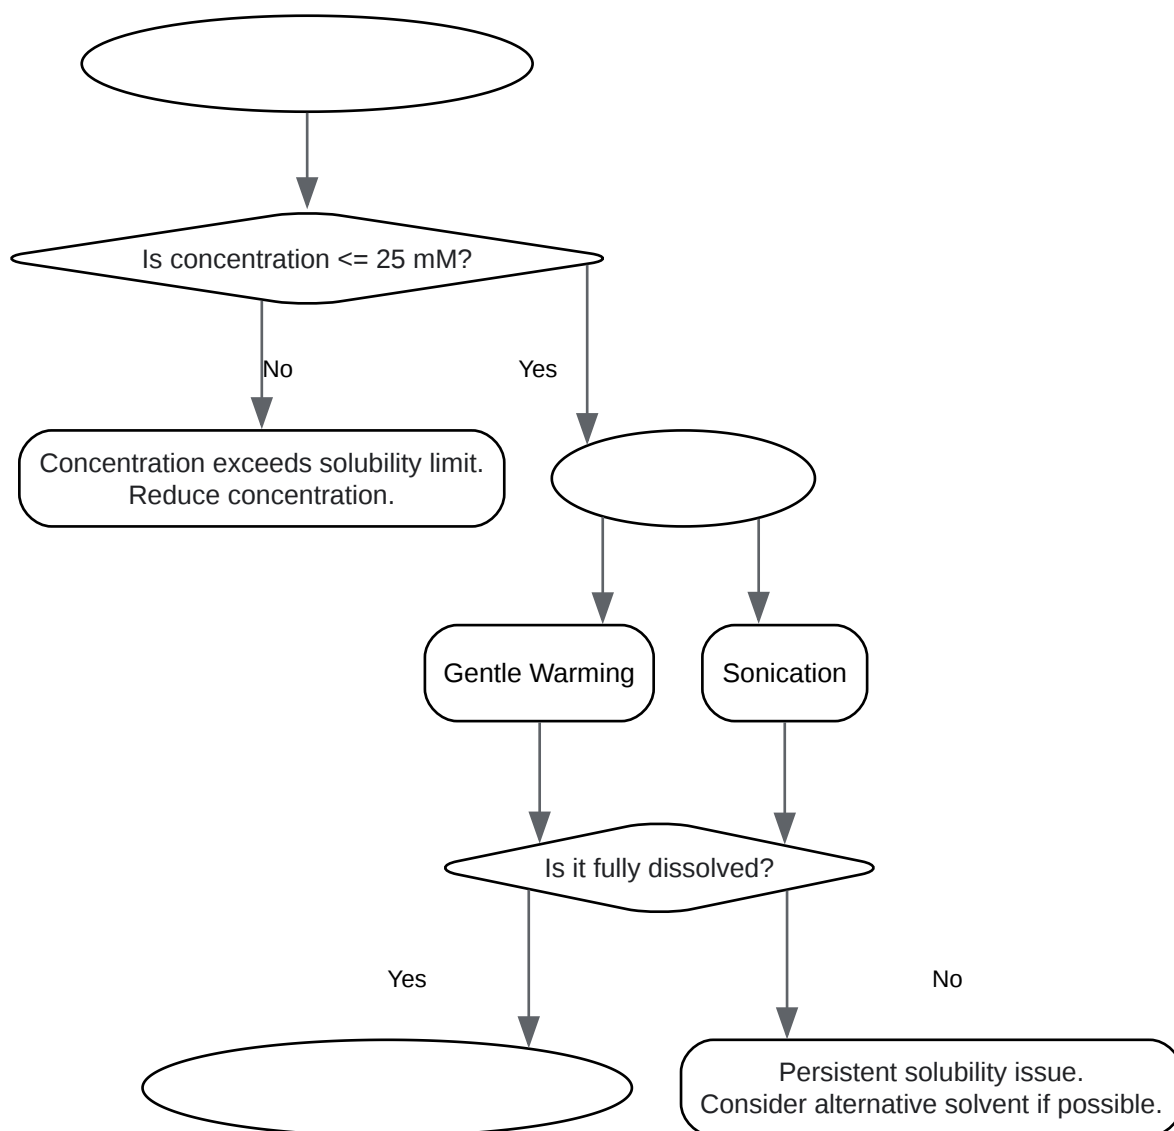 Is concentration <= 25 mM?
No
Yes
Concentration exceeds solubility limit.
Reduce concentration.
Gentle Warming
Sonication
Is it fully dissolved?
Yes
No
Persistent solubility issue.
Consider alternative solvent if possible.